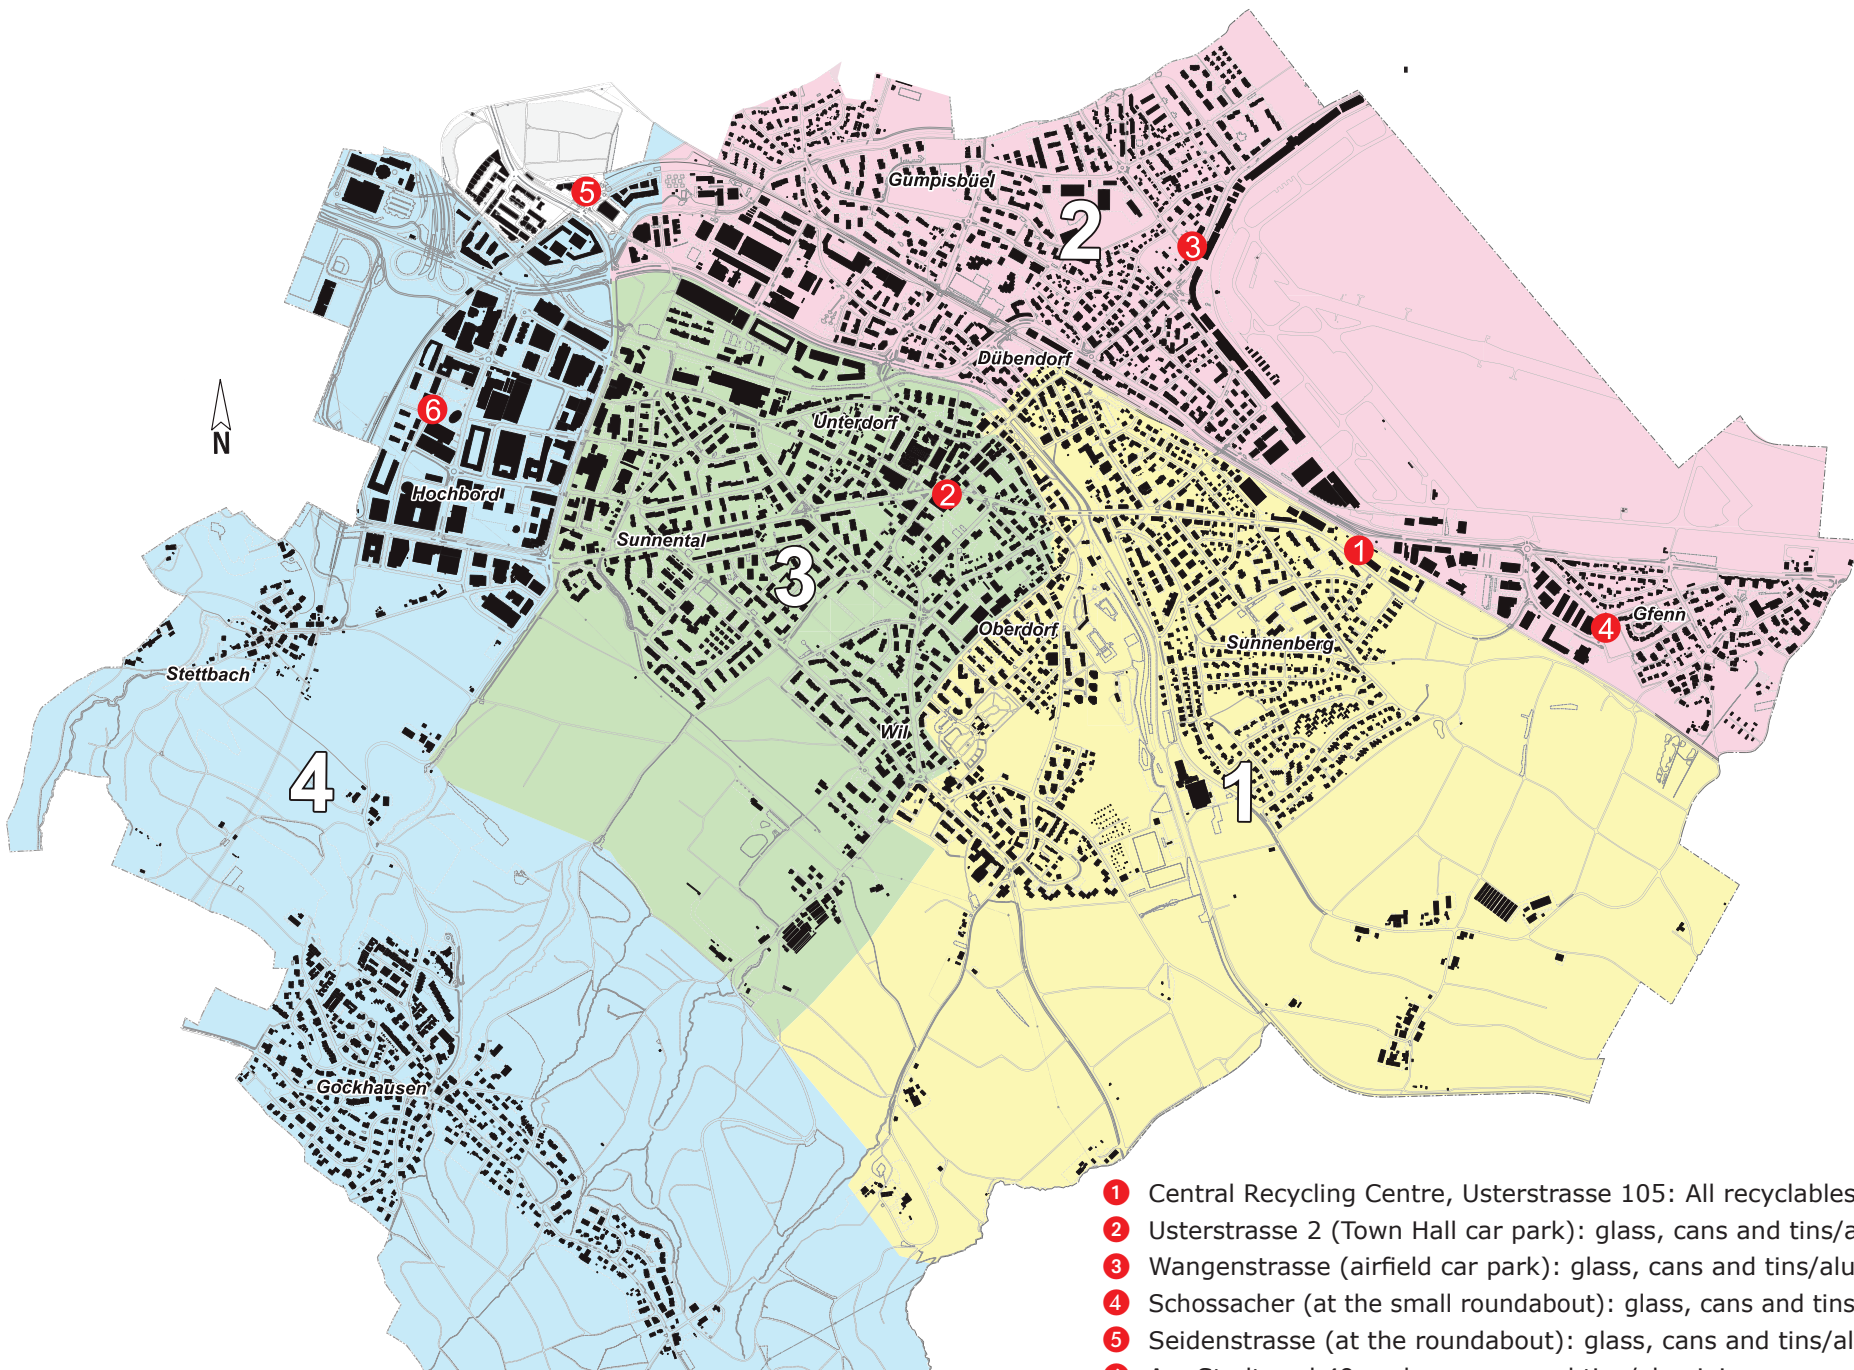 5
Gumpisbüel
2
3
Dübendorf
N
6
Unterdorf
Hochbord
2
Sunnental
3
1
Oberdorf
Sunnenberg
4
Gfenn
Stettbach
Wil
4
1
Gockhausen
1 Central Recycling Centre, Usterstrasse 105: All recyclables
2 Usterstrasse 2 (Town Hall car park): glass, cans and tins/a
3 Wangenstrasse (airfield car park): glass, cans and tins/alu
4 Schossacher (at the small roundabout): glass, cans and tins
5 Seidenstrasse (at the roundabout): glass, cans and tins/al